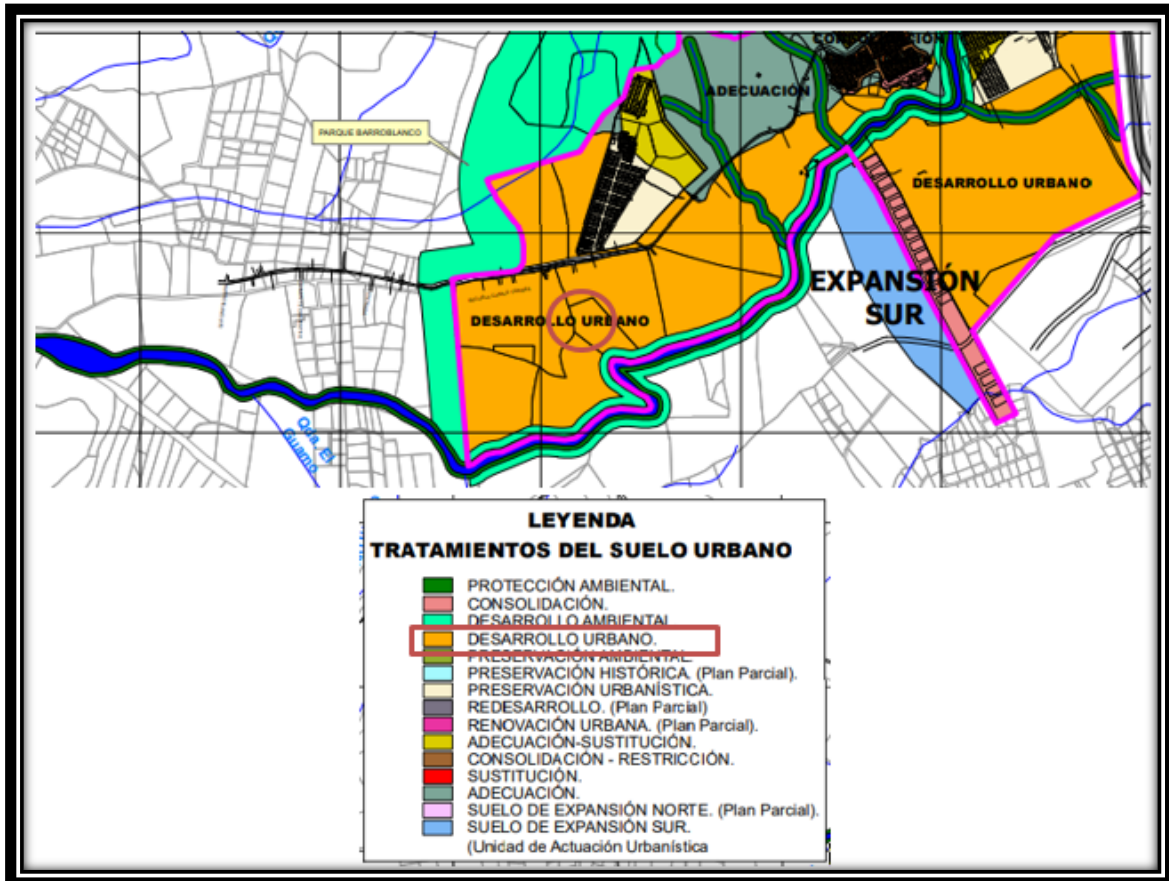 CONSOLIDACIÓN
ADECUACIÓN
PARQUE BARROBLANCO
DESARROLLO URBANO
EXPANSIÓN
SUR
DESARROLLO URBANO
Qda. El
Guamo
LEYENDA
TRATAMIENTOS DEL SUELO URBANO
PROTECCIÓN AMBIENTAL.
CONSOLIDACIÓN.
DESARROLLO AMBIENTAL
DESARROLLO URBANO.
PRESERVACIÓN AMBIENTAL.
PRESERVACIÓN HISTÓRICA. (Plan Parcial).
PRESERVACIÓN URBANÍSTICA.
REDESARROLLO. (Plan Parcial)
RENOVACIÓN URBANA. (Plan Parcial).
ADECUACIÓN-SUSTITUCIÓN.
CONSOLIDACIÓN - RESTRICCIÓN.
SUSTITUCIÓN.
ADECUACIÓN.
SUELO DE EXPANSIÓN NORTE. (Plan Parcial).
SUELO DE EXPANSIÓN SUR.
(Unidad de Actuación Urbanística